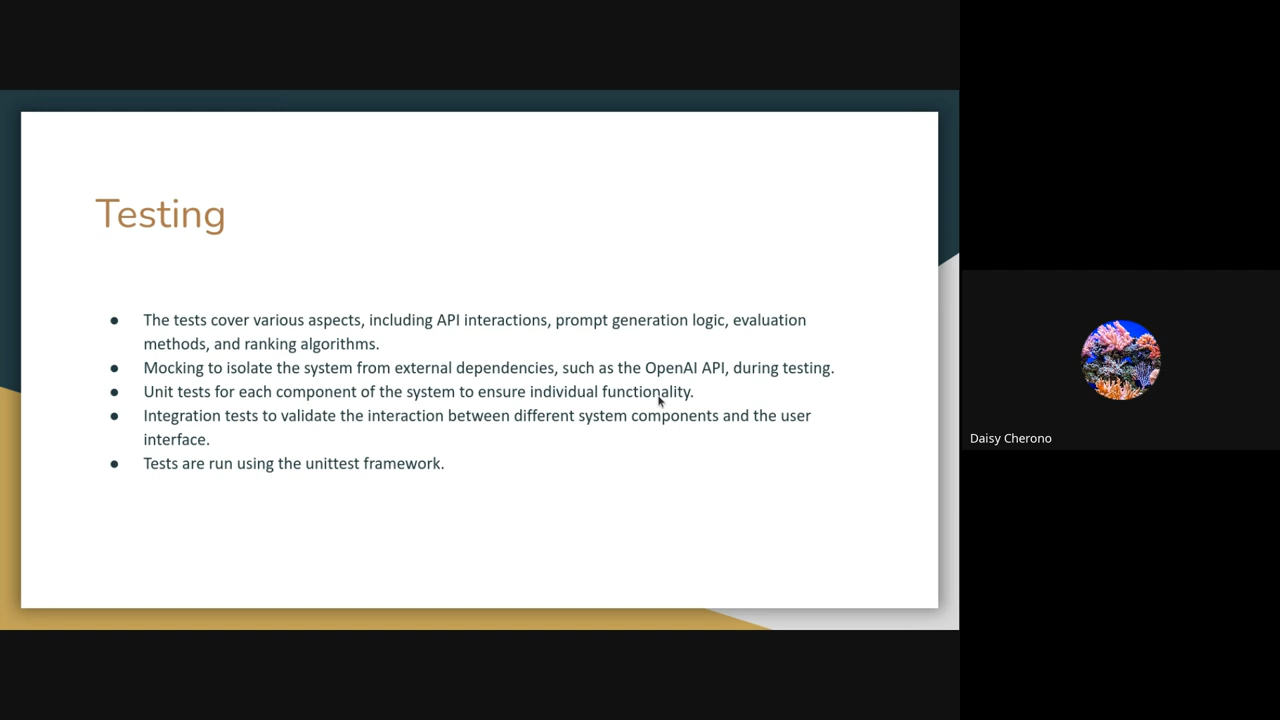 Testing
● The tests cover various aspects, including API interactions, prompt generation logic, evaluation
methods, and ranking algorithms.
● Mocking to isolate the system from external dependencies, such as the OpenAI API, during testing.
● Unit tests for each component of the system to ensure individual functionality.
● Integration tests to validate the interaction between different system components and the user
interface.
● Tests are run using the unittest framework.
Daisy Cherono